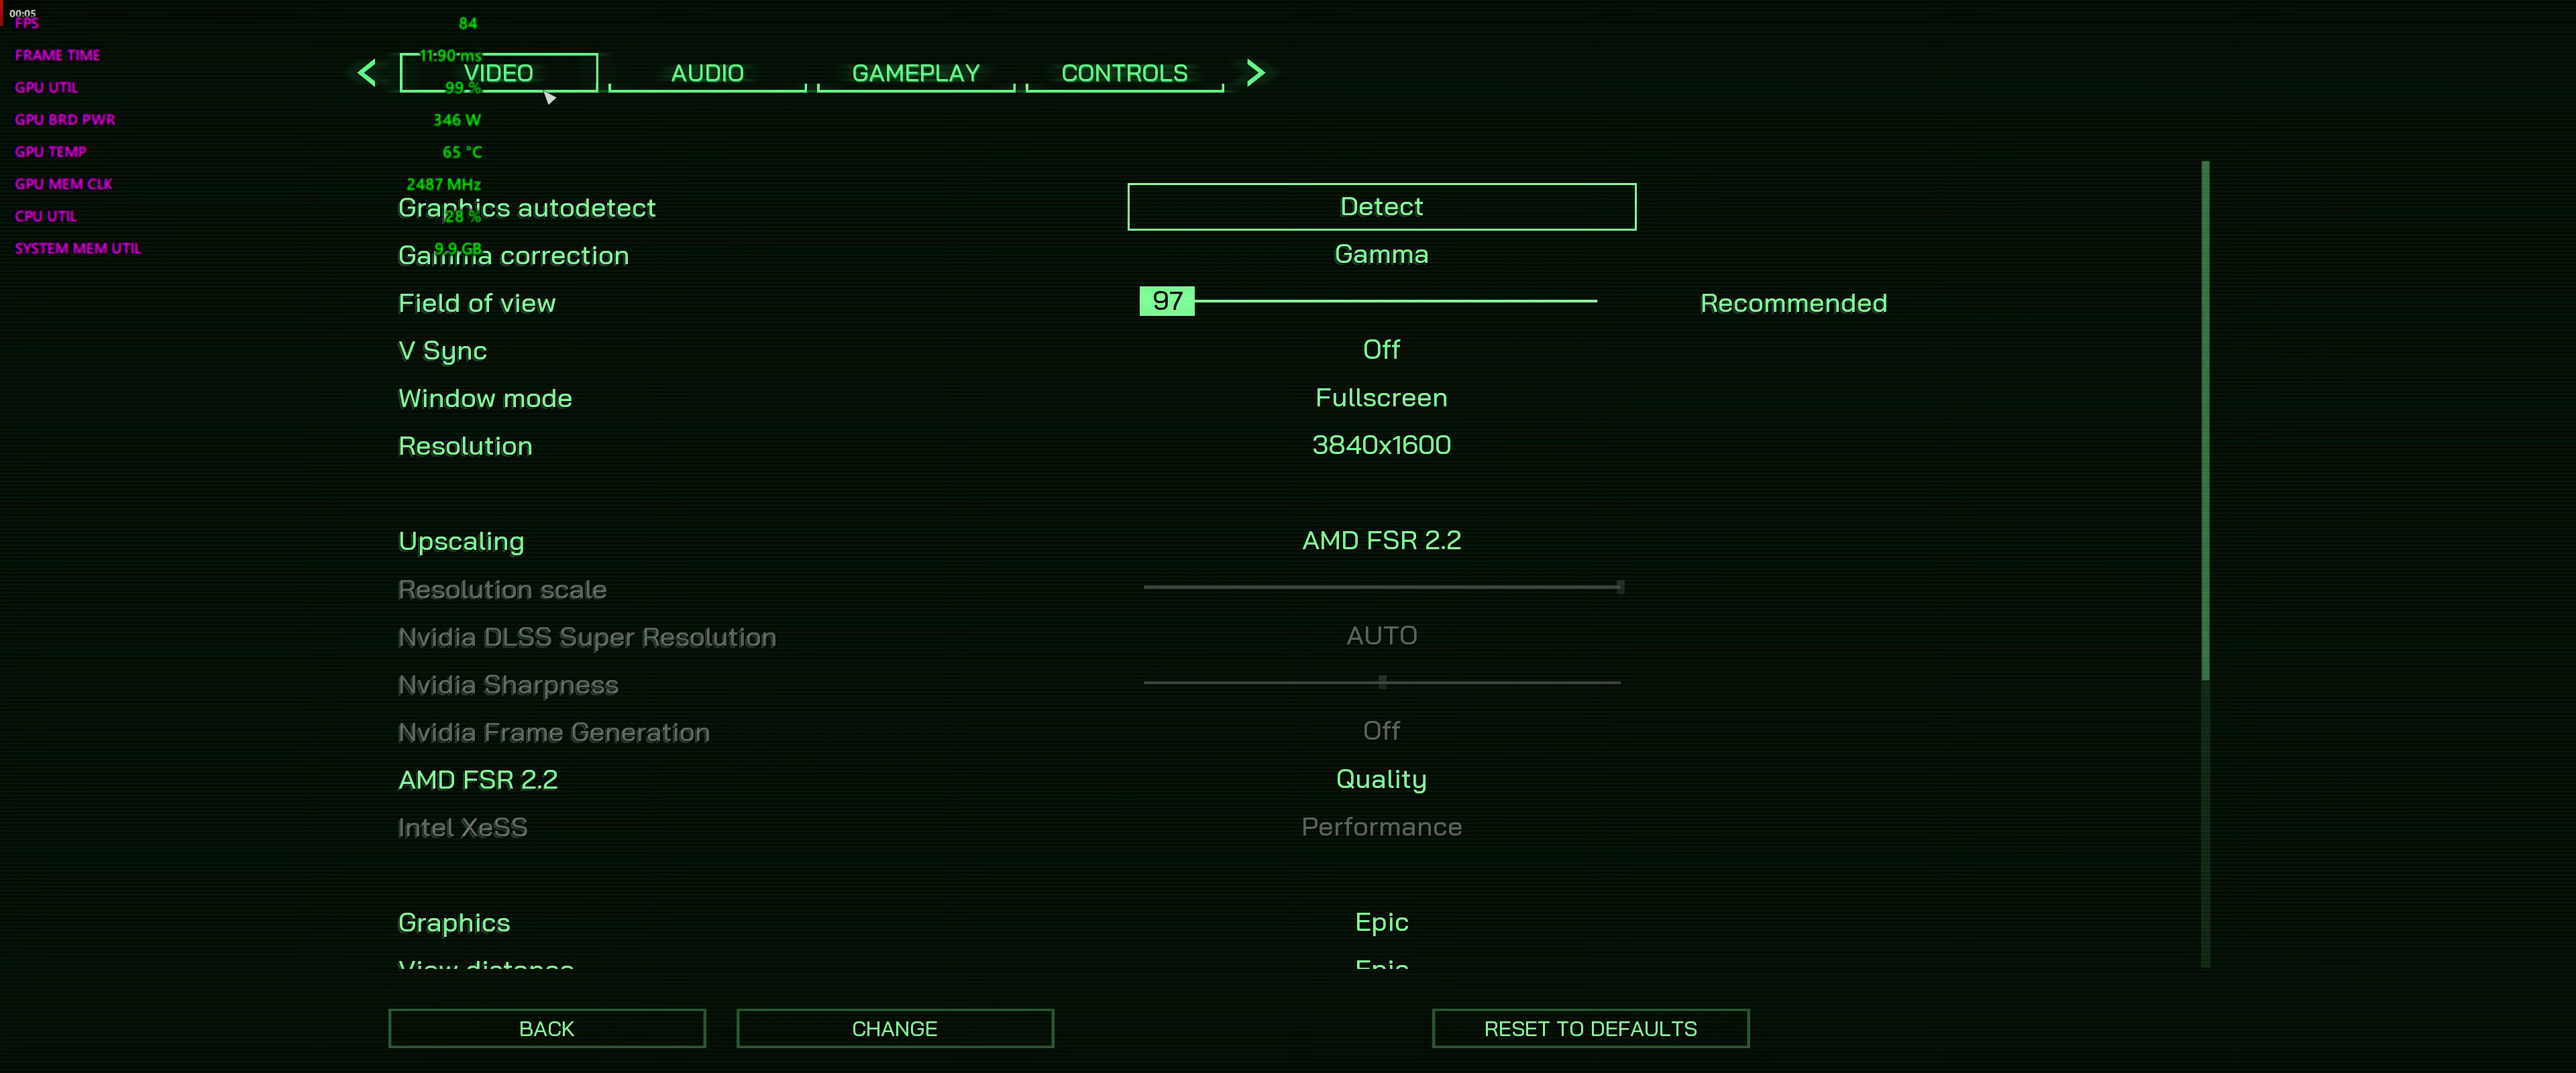 00:05
FPS 84
FRAME TIME 11.90 ms
GPU UTIL 99 %
GPU BRD PWR 346 W
GPU TEMP 65 °C
GPU MEM CLK 2487 MHz
CPU UTIL 28 %
SYSTEM MEM UTIL 9.9 GB
VIDEO AUDIO GAMEPLAY CONTROLS
Graphics autodetect Detect
Gamma correction Gamma
Field of view 97 Recommended
V Sync Off
Window mode Fullscreen
Resolution 3840x1600
Upscaling AMD FSR 2.2
Resolution scale
Nvidia DLSS Super Resolution AUTO
Nvidia Sharpness
Nvidia Frame Generation Off
AMD FSR 2.2 Quality
Intel XeSS Performance
Graphics Epic
View distance Epic
BACK CHANGE RESET TO DEFAULTS